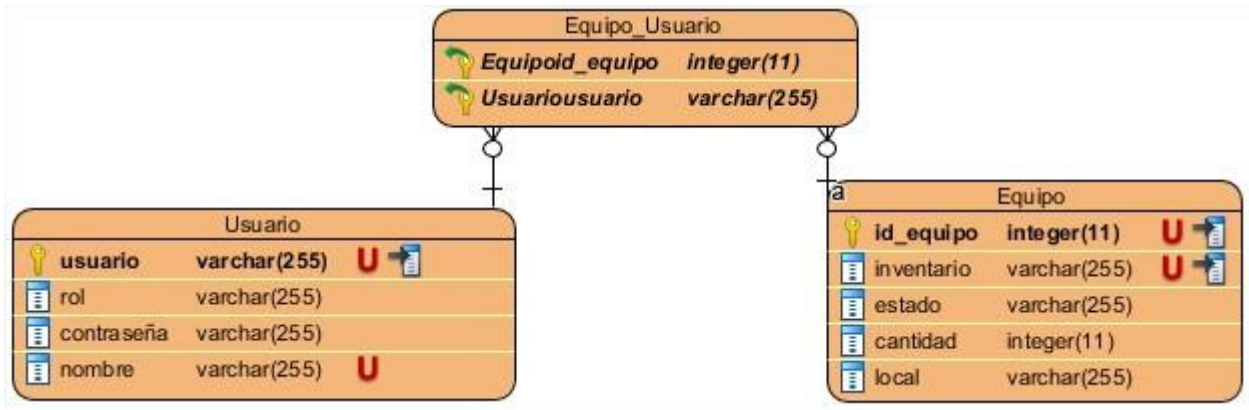 Equipo_Usuario
Equipoid_equipo integer(11)
Usuariousuario varchar(255)
Usuario
usuario varchar(255) U
rol varchar(255)
contraseña varchar(255)
nombre varchar(255) U
a
Equipo
id_equipo integer(11) U
inventario varchar(255) U
estado varchar(255)
cantidad integer(11)
local varchar(255)